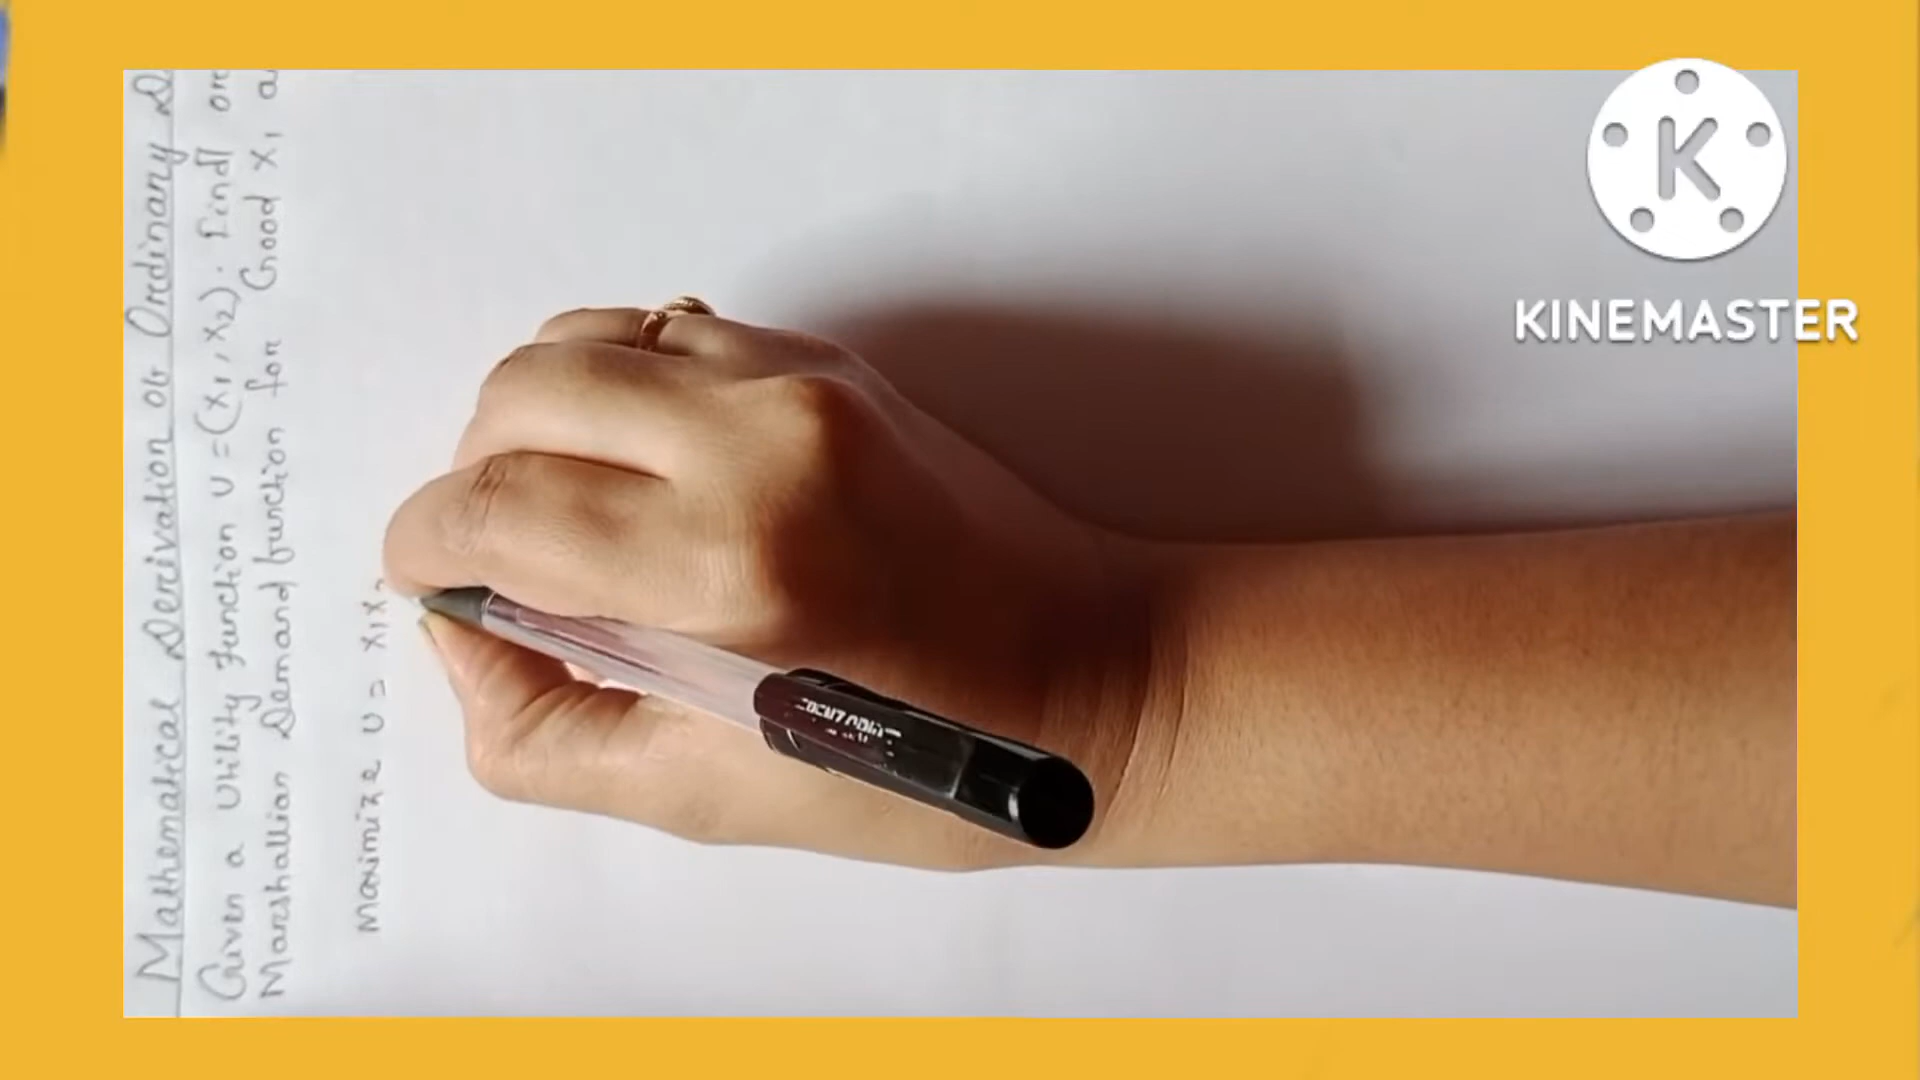 Mathematical Derivation of Ordinary
Given a Utility function U = (X1, X2). Find
Marshallian Demand function for Good X1
Maximize U = X1X2
KINEMASTER